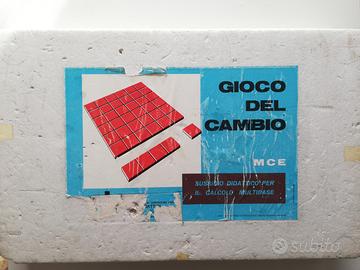 GIOCO
DEL
CAMBIO
MCE
SUSSIDIO DIDATTICO PER
IL CALCOLO MULTIBASE
subito